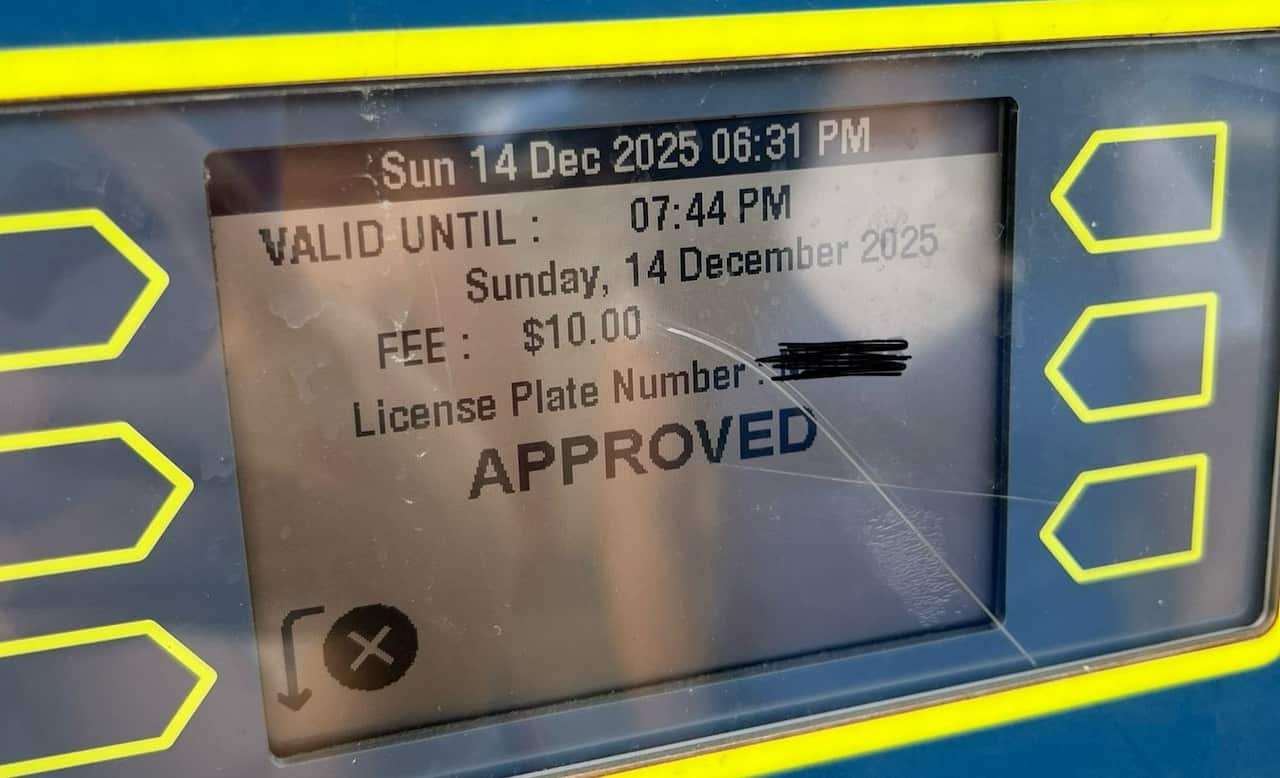 Sun 14 Dec 2025 06:31 PM
VALID UNTIL : 07:44 PM
Sunday, 14 December 2025
FEE : $10.00
License Plate Number :
APPROVED